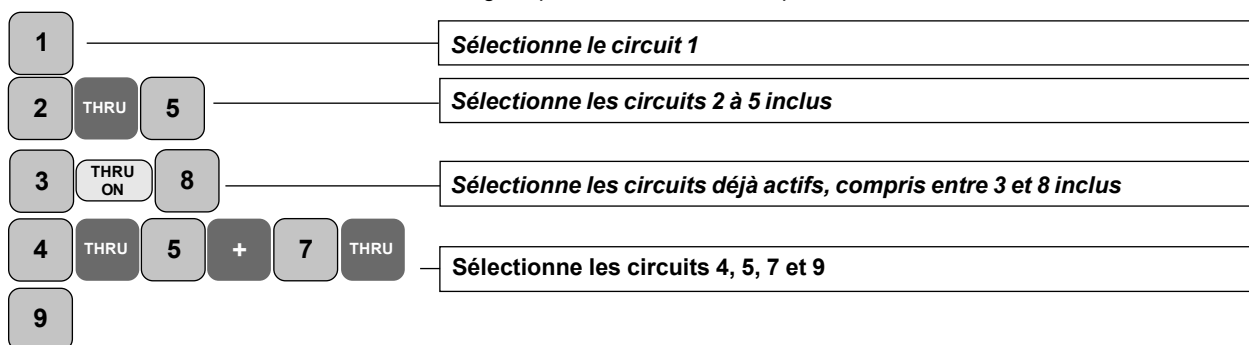 1 Sélectionne le circuit 1
2 THRU 5 Sélectionne les circuits 2 à 5 inclus
3 THRU ON 8 Sélectionne les circuits déjà actifs, compris entre 3 et 8 inclus
4 THRU 5 + 7 THRU Sélectionne les circuits 4, 5, 7 et 9
9